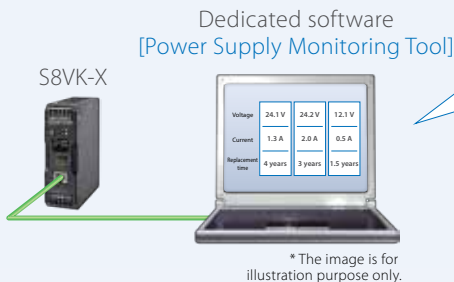 Dedicated software
[Power Supply Monitoring Tool]
S8VK-X
Voltage 24.1 V 24.2 V 12.1 V
Current 1.3 A 2.0 A 0.5 A
Replacement
time 4 years 3 years 1.5 years
* The image is for
illustration purpose only.